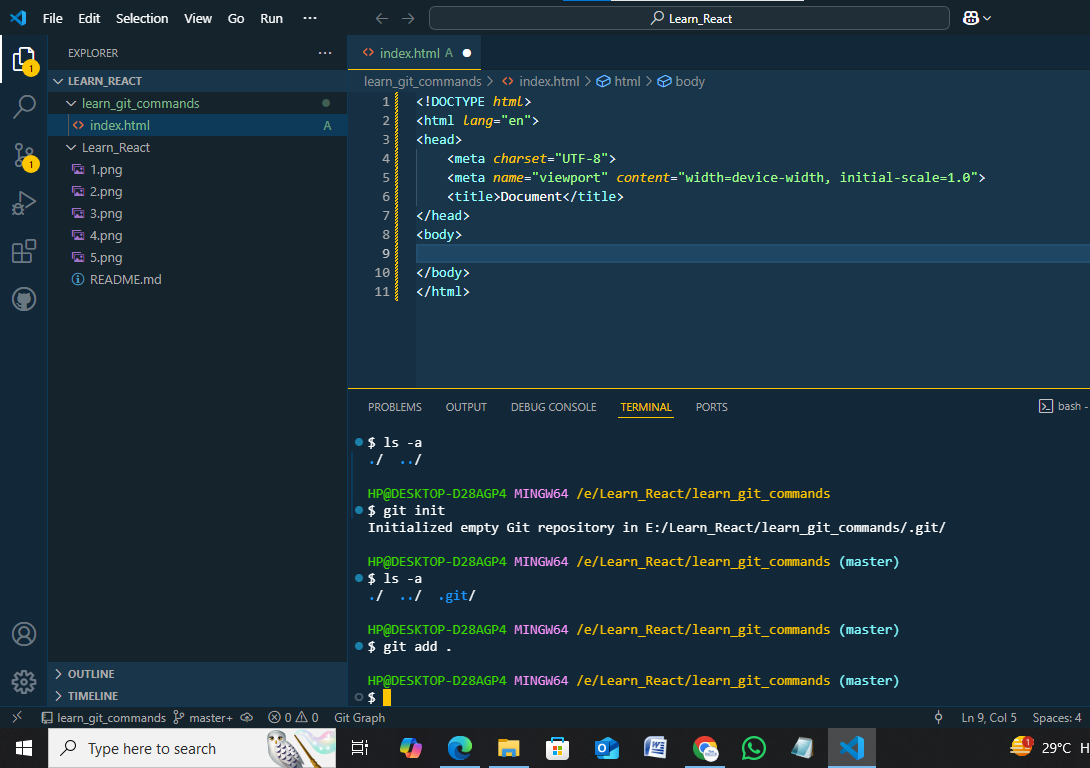 File Edit Selection View Go Run ···
Learn_React
EXPLORER ···
1
LEARN_REACT
learn_git_commands
index.html A
Learn_React
1.png
2.png
3.png
4.png
5.png
README.md
1
OUTLINE
TIMELINE
index.html A
learn_git_commands > index.html > html > body
1 <!DOCTYPE html>
2 <html lang="en">
3 <head>
4 <meta charset="UTF-8">
5 <meta name="viewport" content="width=device-width, initial-scale=1.0">
6 <title>Document</title>
7 </head>
8 <body>
9
10 </body>
11 </html>
PROBLEMS OUTPUT DEBUG CONSOLE TERMINAL PORTS bash -
$ ls -a
./ ../
HP@DESKTOP-D28AGP4 MINGW64 /e/Learn_React/learn_git_commands
$ git init
Initialized empty Git repository in E:/Learn_React/learn_git_commands/.git/
HP@DESKTOP-D28AGP4 MINGW64 /e/Learn_React/learn_git_commands (master)
$ ls -a
./ ../ .git/
HP@DESKTOP-D28AGP4 MINGW64 /e/Learn_React/learn_git_commands (master)
$ git add .
HP@DESKTOP-D28AGP4 MINGW64 /e/Learn_React/learn_git_commands (master)
$
learn_git_commands master+ 0 0 Git Graph Ln 9, Col 5 Spaces: 4
Type here to search 1 29°C H